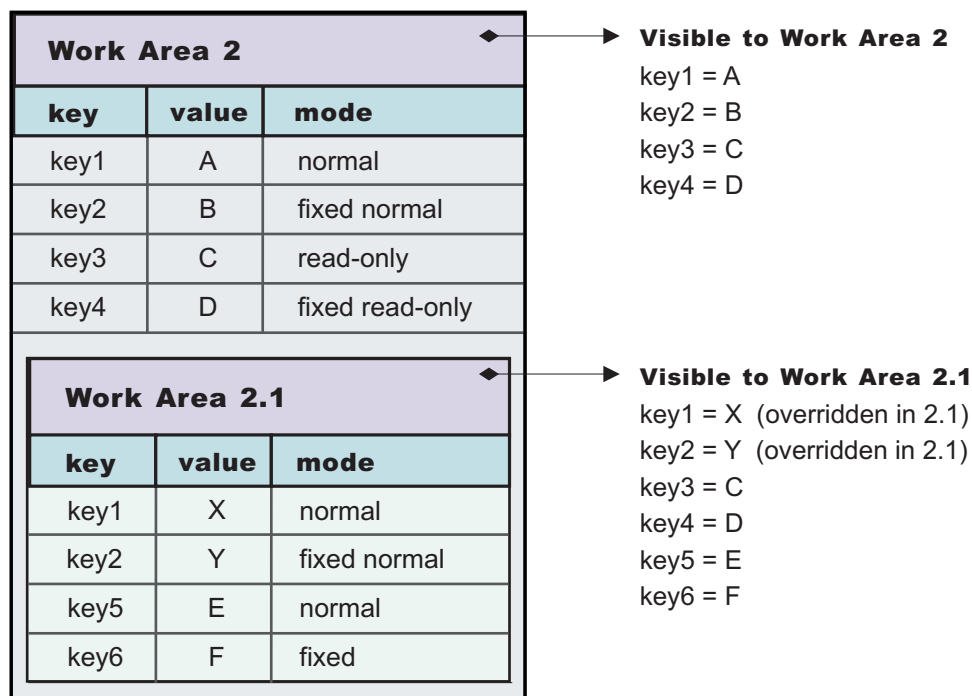 Work Area 2
key value mode
key1 A normal
key2 B fixed normal
key3 C read-only
key4 D fixed read-only
Work Area 2.1
key value mode
key1 X normal
key2 Y fixed normal
key5 E normal
key6 F fixed
Visible to Work Area 2
key1 = A
key2 = B
key3 = C
key4 = D
Visible to Work Area 2.1
key1 = X (overridden in 2.1)
key2 = Y (overridden in 2.1)
key3 = C
key4 = D
key5 = E
key6 = F